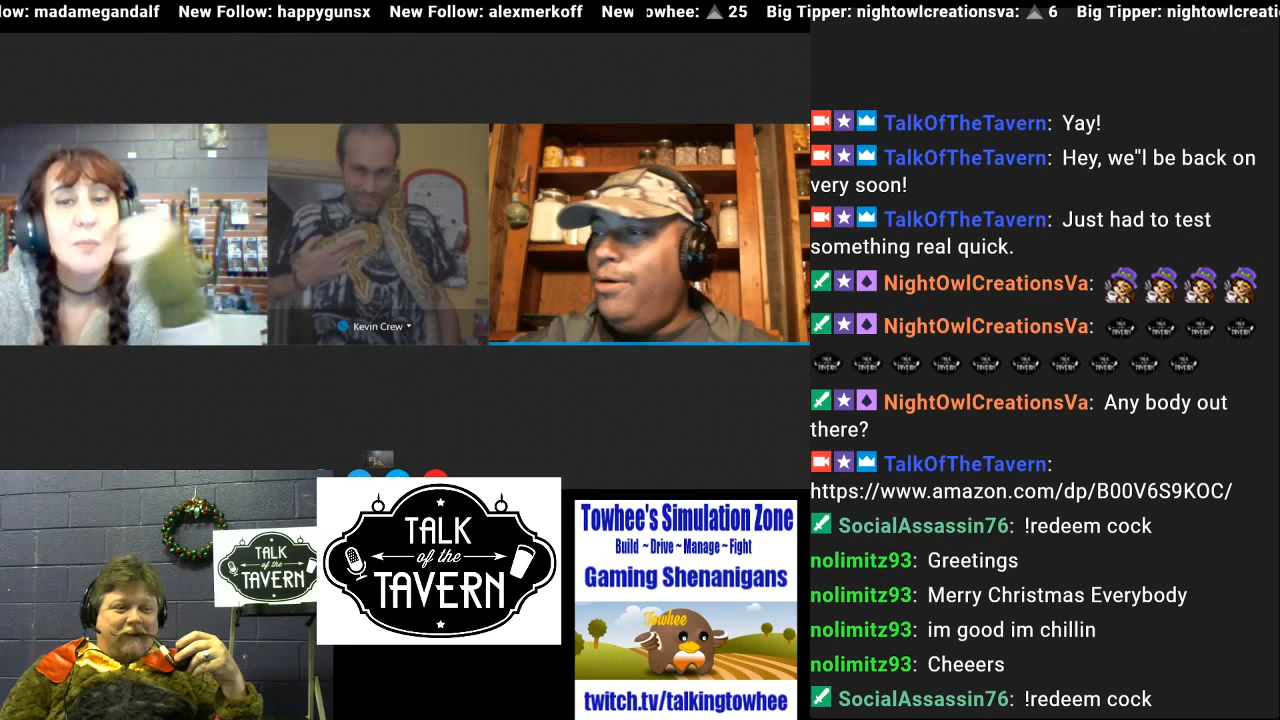 low: madamegandalf New Follow: happygunsx New Follow: alexmerkoff New owhee: 25 Big Tipper: nightowlcreationsva: 6 Big Tipper: nightowlcreati
TalkOfTheTavern: Yay!
TalkOfTheTavern: Hey, we"l be back on
very soon!
TalkOfTheTavern: Just had to test
something real quick.
NightOwlCreationsVa:
NightOwlCreationsVa:
NightOwlCreationsVa: Any body out
there?
TalkOfTheTavern:
https://www.amazon.com/dp/B00V6S9KOC/
SocialAssassin76: !redeem cock
nolimitz93: Greetings
nolimitz93: Merry Christmas Everybody
nolimitz93: im good im chillin
nolimitz93: Cheeers
SocialAssassin76: !redeem cock
Kevin Crew
TALK
of the
TAVERN
TALK
of the
TAVERN
Towhee's Simulation Zone
Build ~ Drive ~ Manage ~ Fight
Gaming Shenanigans
Towhee
twitch.tv/talkingtowhee